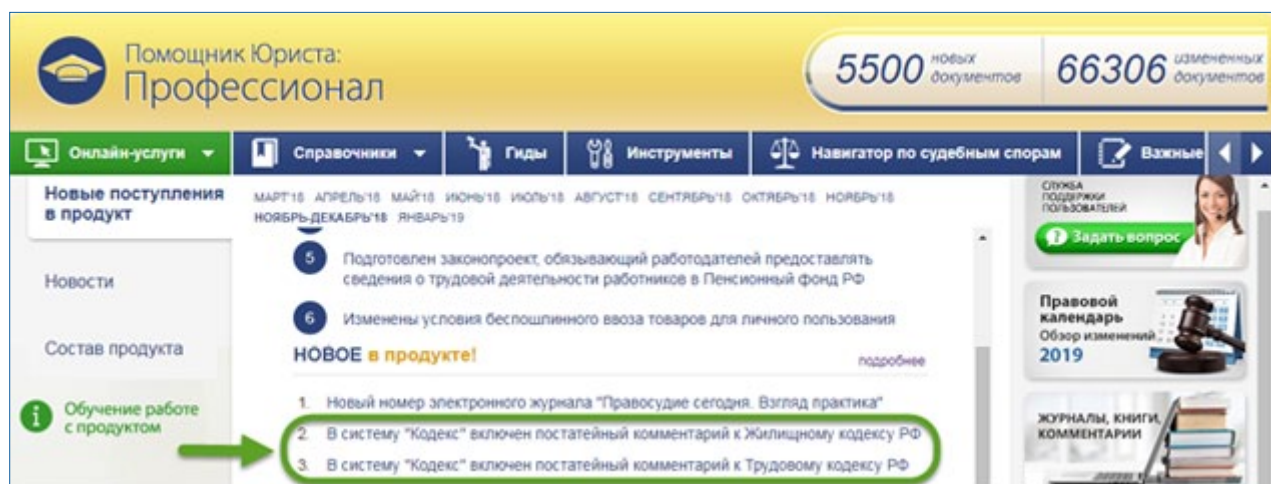 Помощник Юриста:
Профессионал
5500 новых документов
66306 измененных документов
Онлайн-услуги
Справочники
Гиды
Инструменты
Навигатор по судебным спорам
Важные
Новые поступления
в продукт
Новости
Состав продукта
Обучение работе
с продуктом
МАРТ'18 АПРЕЛЬ'18 МАЙ'18 ИЮНЬ'18 ИЮЛЬ'18 АВГУСТ'18 СЕНТЯБРЬ'18 ОКТЯБРЬ'18 НОЯБРЬ'18
НОЯБРЬ-ДЕКАБРЬ'18 ЯНВАРЬ'19
5 Подготовлен законопроект, обязывающий работодателей предоставлять
сведения о трудовой деятельности работников в Пенсионный фонд РФ
6 Изменены условия беспошлинного ввоза товаров для личного пользования
НОВОЕ в продукте!
подробнее
1. Новый номер электронного журнала "Правосудие сегодня. Взгляд практика"
2. В систему "Кодекс" включен постатейный комментарий к Жилищному кодексу РФ
3. В систему "Кодекс" включен постатейный комментарий к Трудовому кодексу РФ
СЛУЖБА
ПОДДЕРЖКИ
ПОЛЬЗОВАТЕЛЕЙ
Задать вопрос
Правовой
календарь
Обзор изменений
2019
ЖУРНАЛЫ, КНИГИ,
КОММЕНТАРИИ